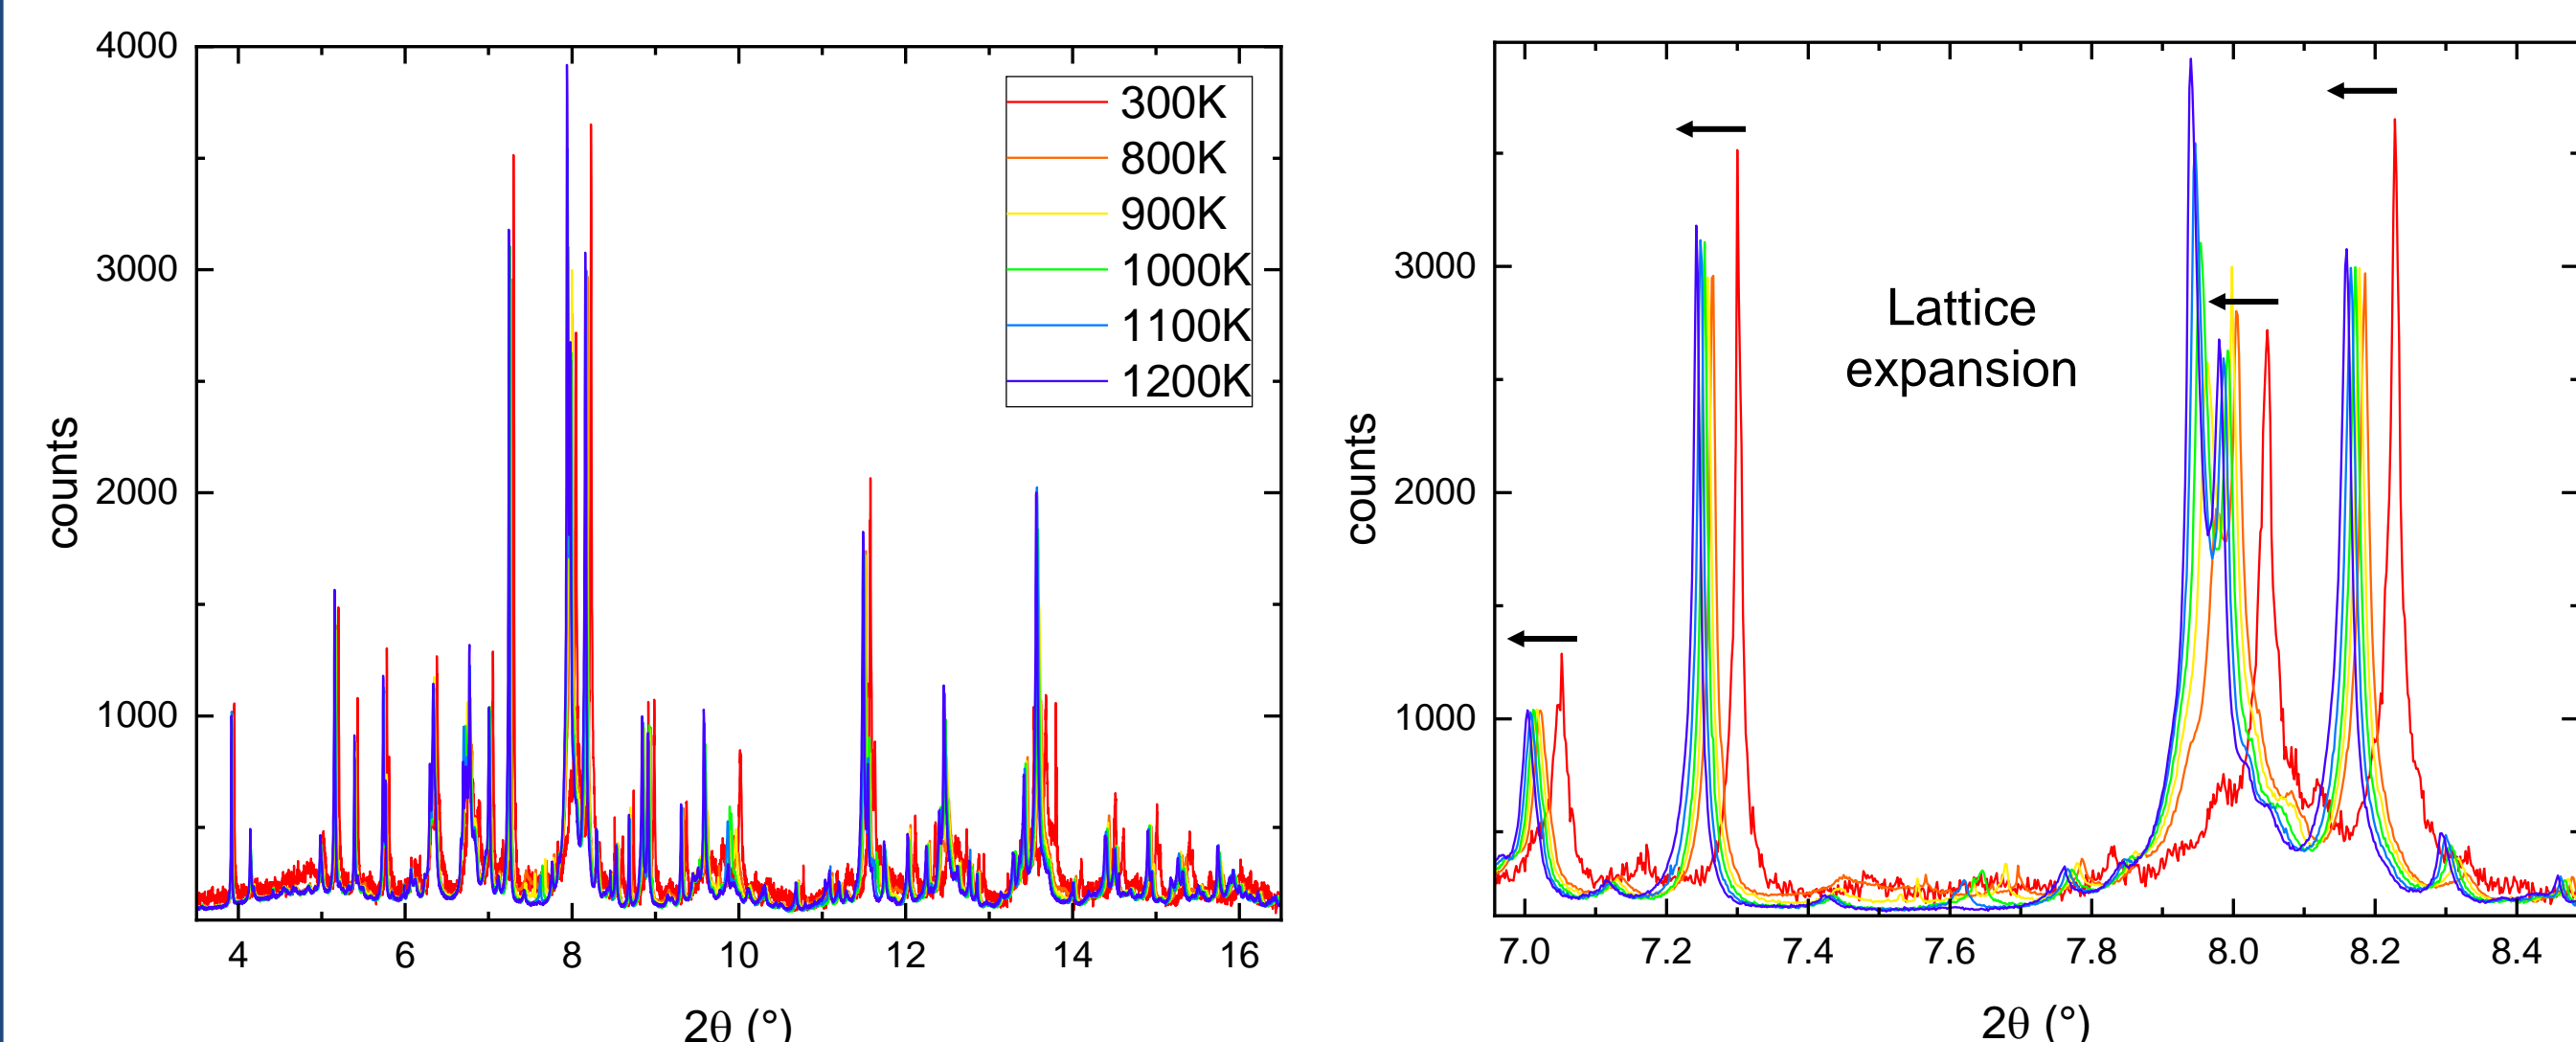 4000
3000
2000
1000
counts
4 6 8 10 12 14 16
2θ (°)
300K
800K
900K
1000K
1100K
1200K
3000
2000
1000
counts
Lattice
expansion
7.0 7.2 7.4 7.6 7.8 8.0 8.2 8.4
2θ (°)